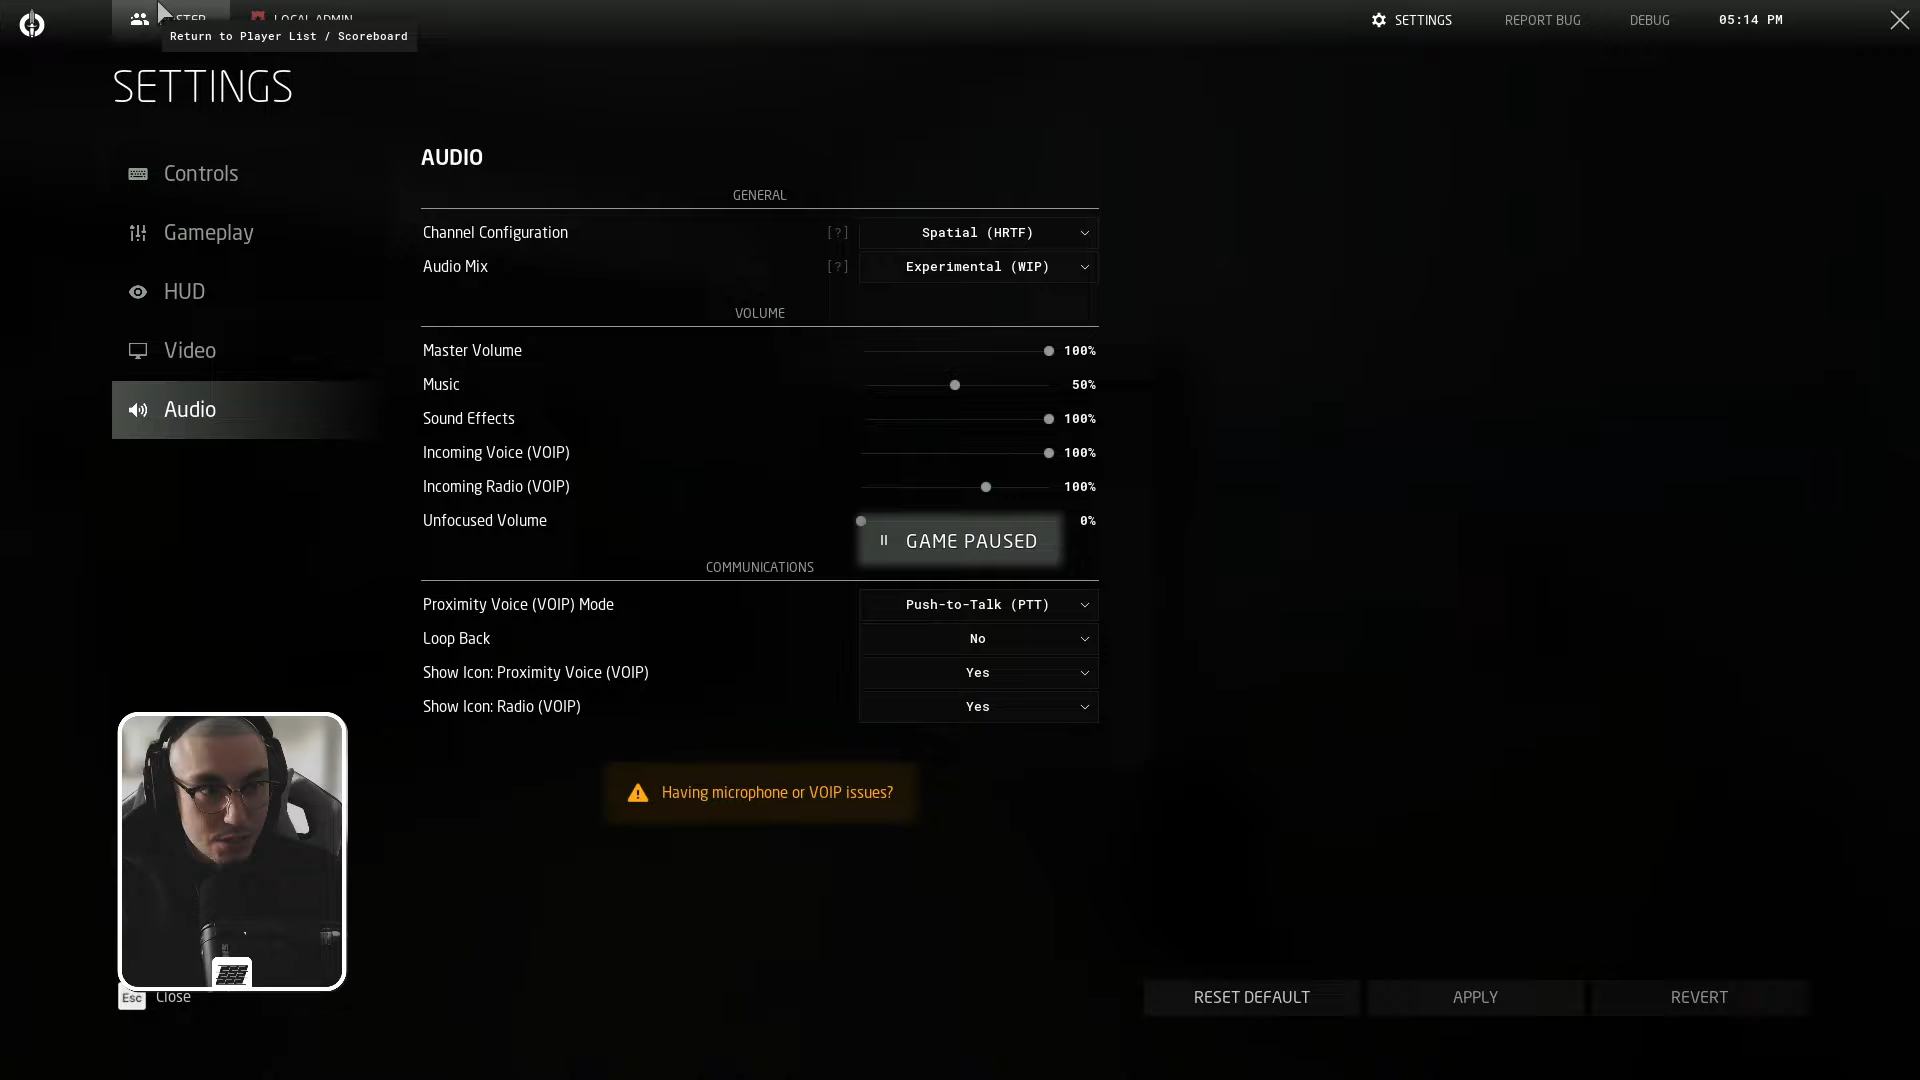 LOCAL ADMIN
SETTINGS
REPORT BUG
DEBUG
05:14 PM
Return to Player List / Scoreboard
SETTINGS
Controls
Gameplay
HUD
Video
Audio
AUDIO
GENERAL
Channel Configuration [?] Spatial (HRTF)
Audio Mix [?] Experimental (WIP)
VOLUME
Master Volume 100%
Music 50%
Sound Effects 100%
Incoming Voice (VOIP) 100%
Incoming Radio (VOIP) 100%
Unfocused Volume 0%
GAME PAUSED
COMMUNICATIONS
Proximity Voice (VOIP) Mode Push-to-Talk (PTT)
Loop Back No
Show Icon: Proximity Voice (VOIP) Yes
Show Icon: Radio (VOIP) Yes
Having microphone or VOIP issues?
Esc Close
RESET DEFAULT
APPLY
REVERT